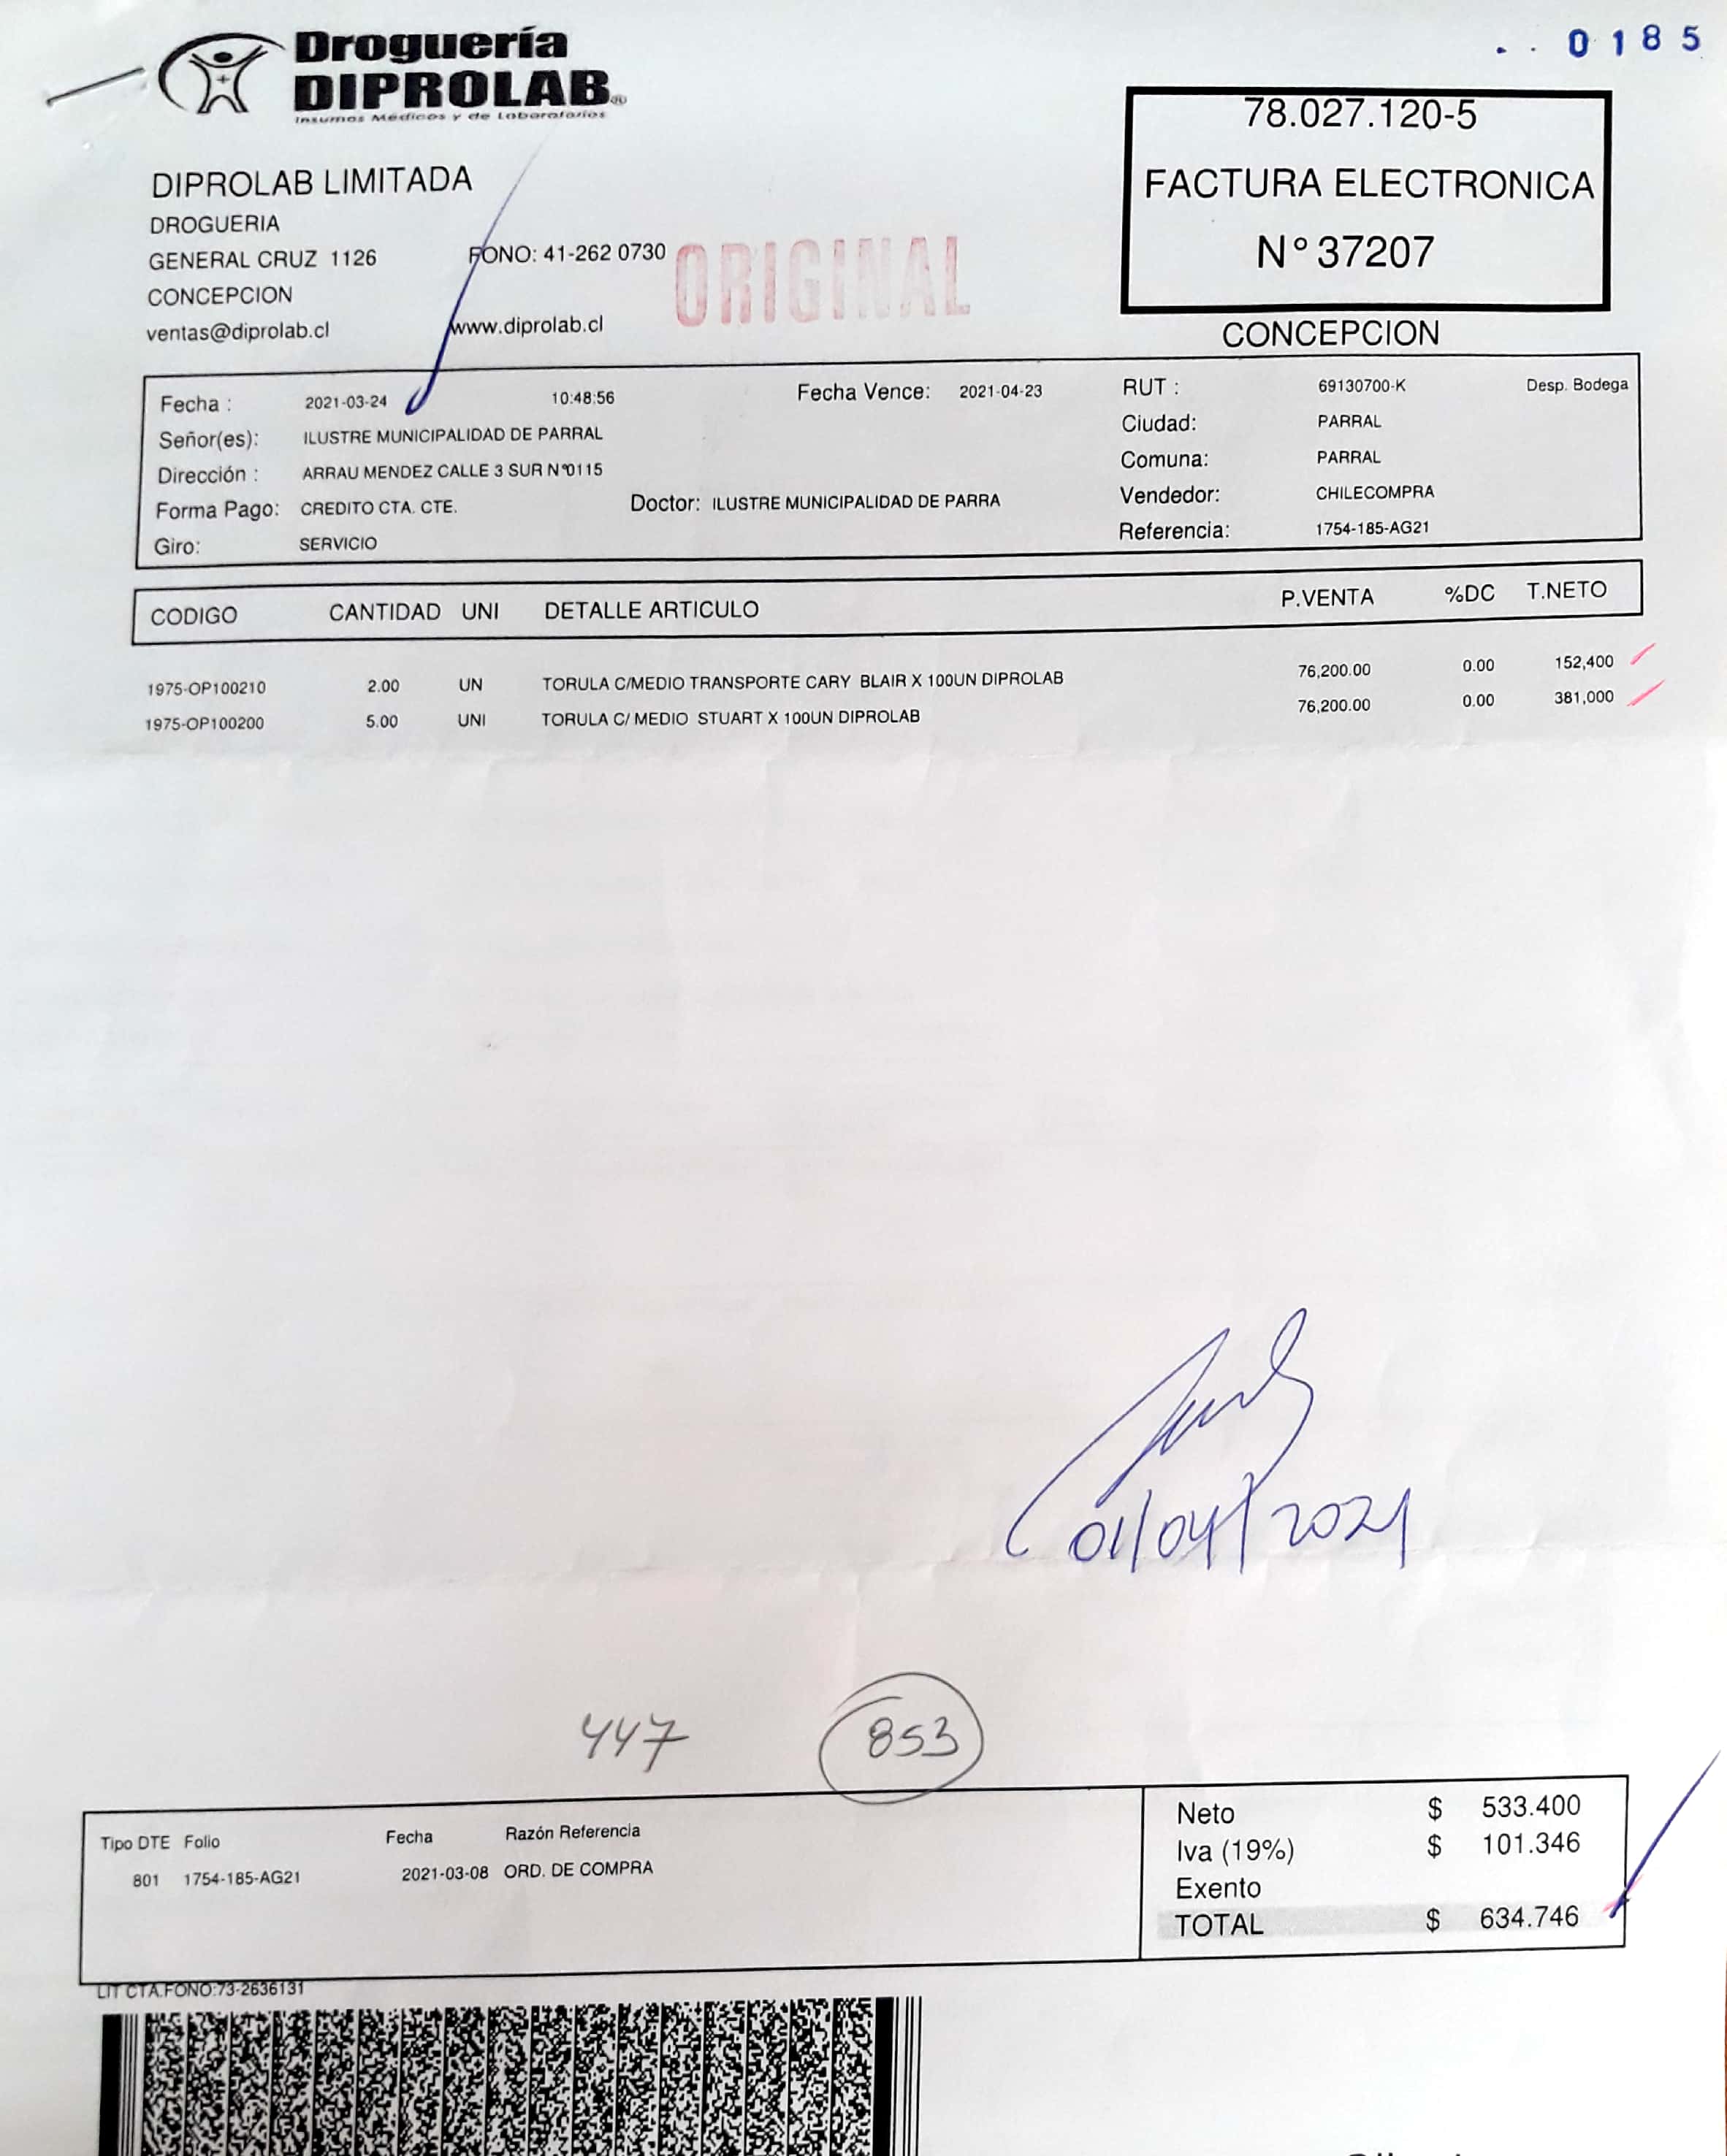 0185
Droguería
DIPROLAB®
Insumos Médicos y de Laboratorios
78.027.120-5
FACTURA ELECTRONICA
N° 37207
CONCEPCION
DIPROLAB LIMITADA
DROGUERIA
GENERAL CRUZ 1126 FONO: 41-262 0730
CONCEPCION
ventas@diprolab.cl www.diprolab.cl
ORIGINAL
Fecha : 2021-03-24 10:48:56 Fecha Vence: 2021-04-23 RUT : 69130700-K Desp. Bodega
Señor(es): ILUSTRE MUNICIPALIDAD DE PARRAL Ciudad: PARRAL
Dirección : ARRAU MENDEZ CALLE 3 SUR N°0115 Comuna: PARRAL
Forma Pago: CREDITO CTA. CTE. Doctor: ILUSTRE MUNICIPALIDAD DE PARRA Vendedor: CHILECOMPRA
Giro: SERVICIO Referencia: 1754-185-AG21
CODIGO CANTIDAD UNI DETALLE ARTICULO P.VENTA %DC T.NETO
1975-OP100210 2.00 UN TORULA C/MEDIO TRANSPORTE CARY BLAIR X 100UN DIPROLAB 76,200.00 0.00 152,400
1975-OP100200 5.00 UNI TORULA C/ MEDIO STUART X 100UN DIPROLAB 76,200.00 0.00 381,000
01/04/2021
447 853
Tipo DTE Folio Fecha Razón Referencia
801 1754-185-AG21 2021-03-08 ORD. DE COMPRA
Neto $ 533.400
Iva (19%) $ 101.346
Exento
TOTAL $ 634.746
LIT CTA.FONO:73-2636131